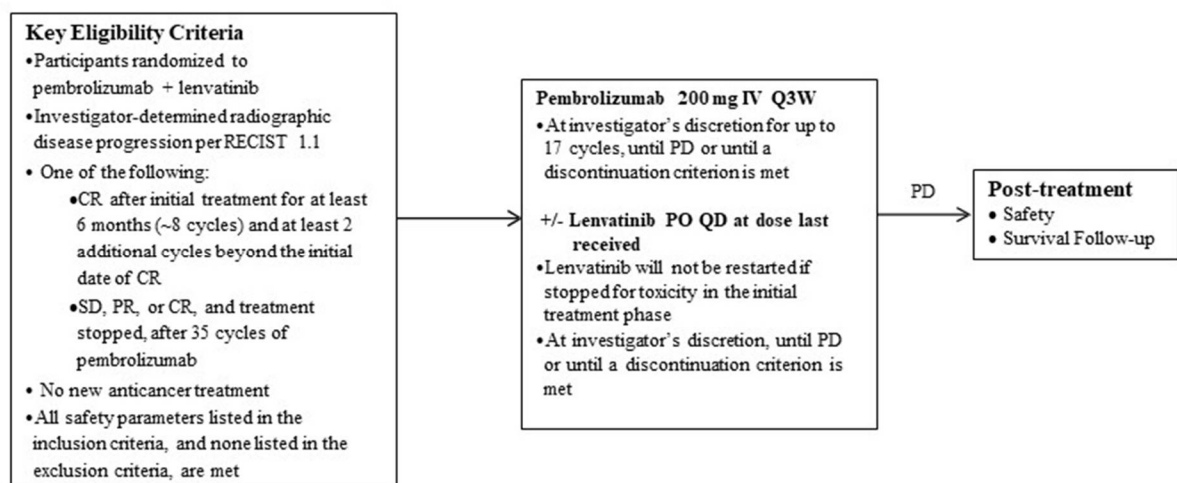 Key Eligibility Criteria
•Participants randomized to
pembrolizumab + lenvatinib
•Investigator-determined radiographic
disease progression per RECIST 1.1
• One of the following:
•CR after initial treatment for at least
6 months (~8 cycles) and at least 2
additional cycles beyond the initial
date of CR
•SD, PR, or CR, and treatment
stopped, after 35 cycles of
pembrolizumab
• No new anticancer treatment
•All safety parameters listed in the
inclusion criteria, and none listed in the
exclusion criteria, are met
Pembrolizumab 200 mg IV Q3W
•At investigator's discretion for up to
17 cycles, until PD or until a
discontinuation criterion is met
+/- Lenvatinib PO QD at dose last
received
•Lenvatinib will not be restarted if
stopped for toxicity in the initial
treatment phase
•At investigator's discretion, until PD
or until a discontinuation criterion is
met
PD
Post-treatment
• Safety
• Survival Follow-up